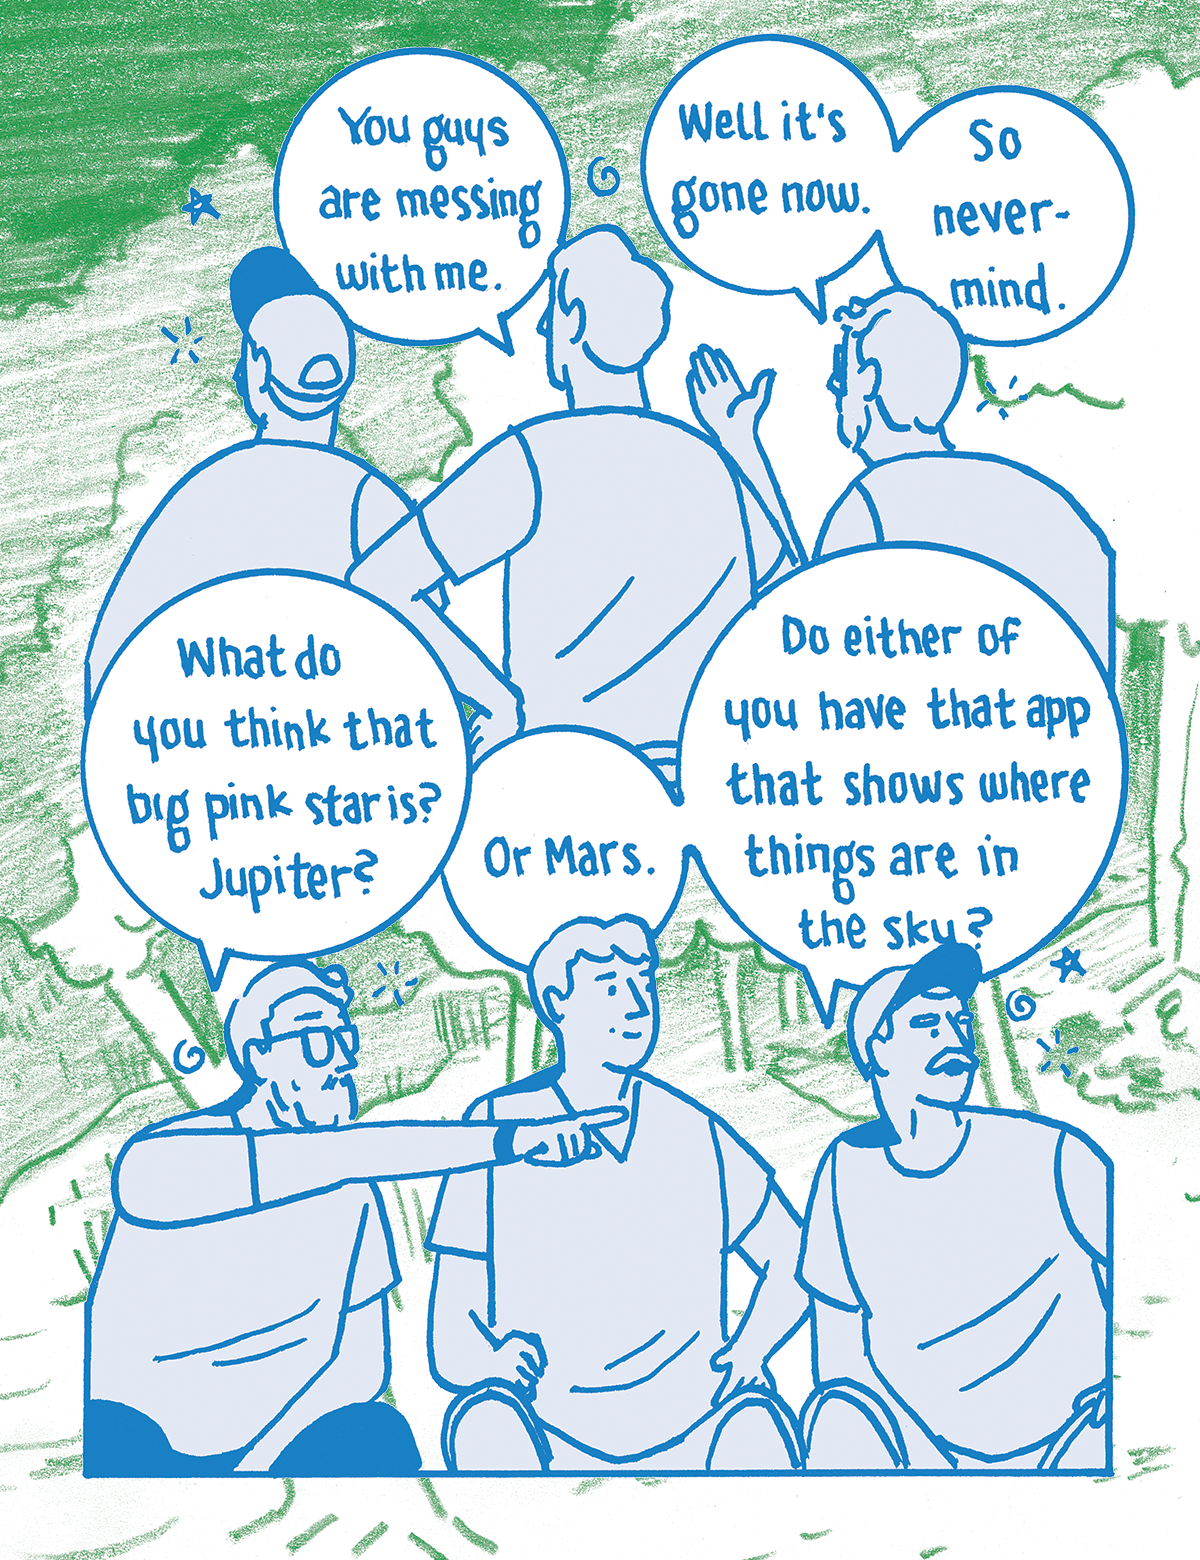 You guys
are messing
with me.
Well it's
gone now.
So
never-
mind.
What do
you think that
big pink star is?
Jupiter?
Or Mars.
Do either of
you have that app
that shows where
things are in
the sky?